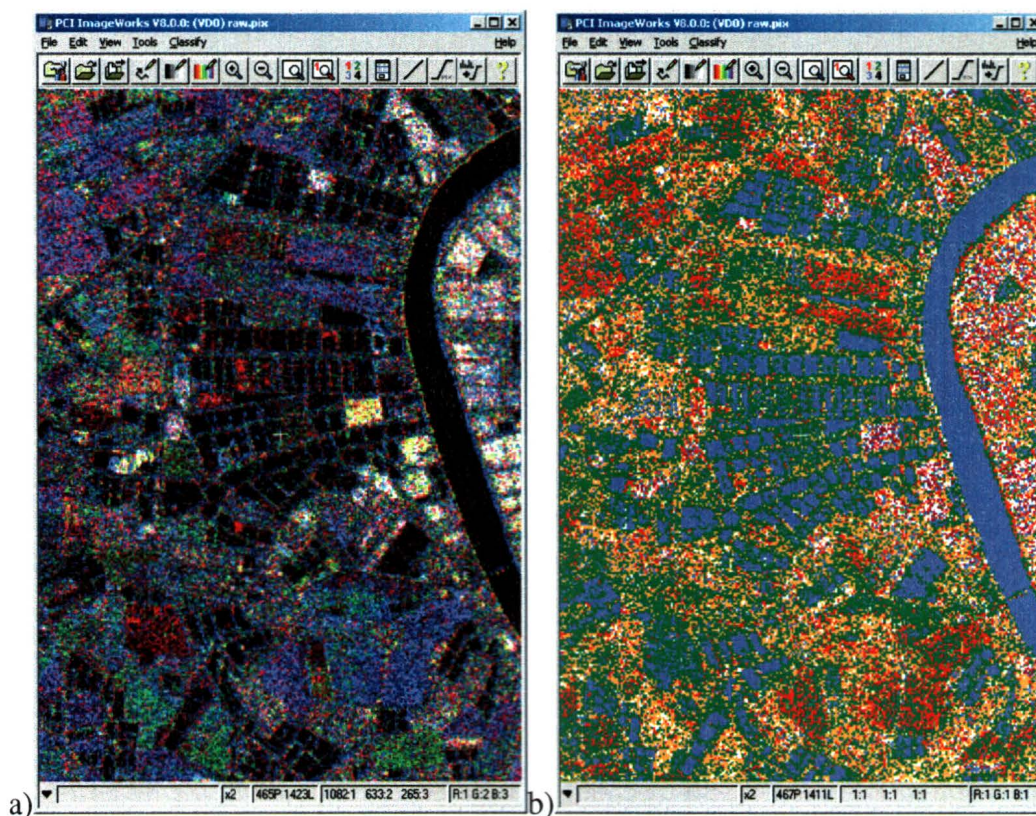 PCI ImageWorks V8.0.0: (VD0) raw.pix
File Edit View Tools Classify Help
x2 465P 1423L 1082:1 633:2 265:3 R:1 G:2 B:3
a)
PCI ImageWorks V8.0.0: (VD0) raw.pix
File Edit View Tools Classify Help
x2 467P 1411L 1:1 1:1 1:1 R:1 G:1 B:1
b)